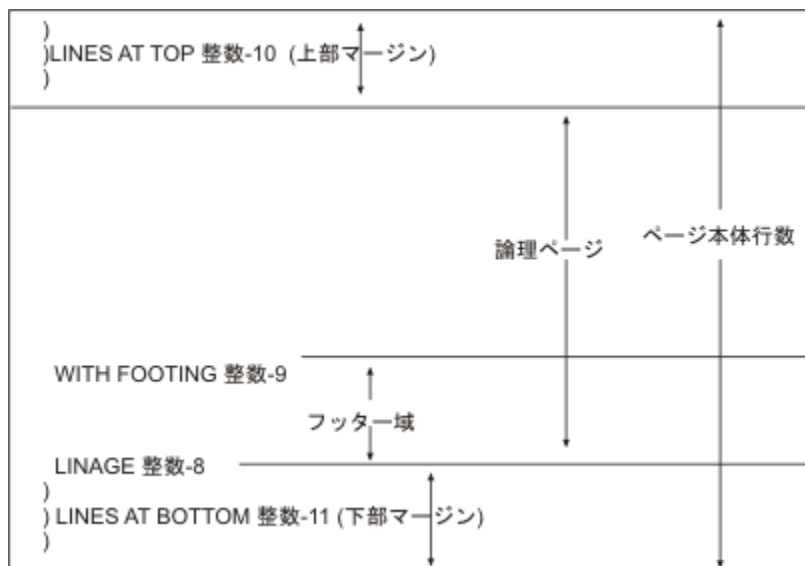 )
)LINES AT TOP 整数-10 (上部マージン)
)
論理ページ
ページ本体行数
WITH FOOTING 整数-9
フッター域
LINAGE 整数-8
)
) LINES AT BOTTOM 整数-11 (下部マージン)
)